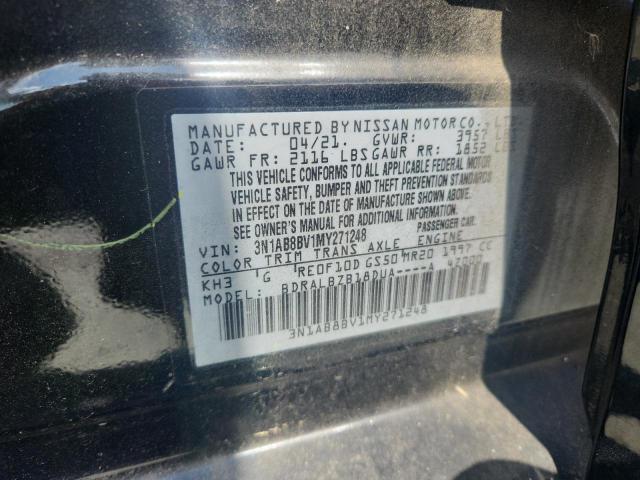 MANUFACTURED BY NISSAN MOTOR CO., LTD.
DATE: 04/21. GVWR: 3957 LBS
GAWR FR: 2116 LBS GAWR RR: 1852 LBS
THIS VEHICLE CONFORMS TO ALL APPLICABLE FEDERAL MOTOR
VEHICLE SAFETY, BUMPER AND THEFT PREVENTION STANDARDS
IN EFFECT ON THE DATE OF MANUFACTURE SHOWN ABOVE.
SEE OWNER'S MANUAL FOR ADDITIONAL INFORMATION.
VIN: 3N1AB8BV1MY271248 PASSENGER CAR.
COLOR TRIM TRANS AXLE ENGINE
KH3 'G 'RE0F10D GS50'MR20 1997 CC
MODEL: BDRALBZB18DUA----A 43000
3N1AB8BV1MY271248